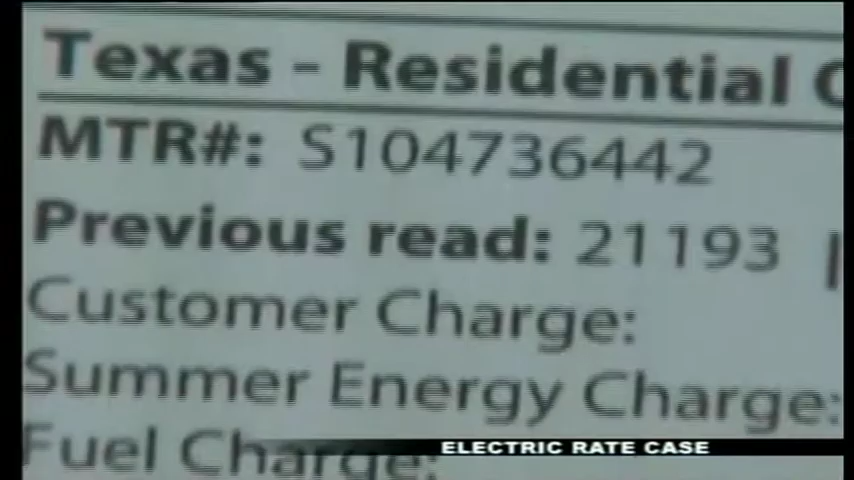 Texas - Residential
MTR#: S104736442
Previous read: 21193 |
Customer Charge:
Summer Energy Charge:
Fuel Charge:
ELECTRIC RATE CASE